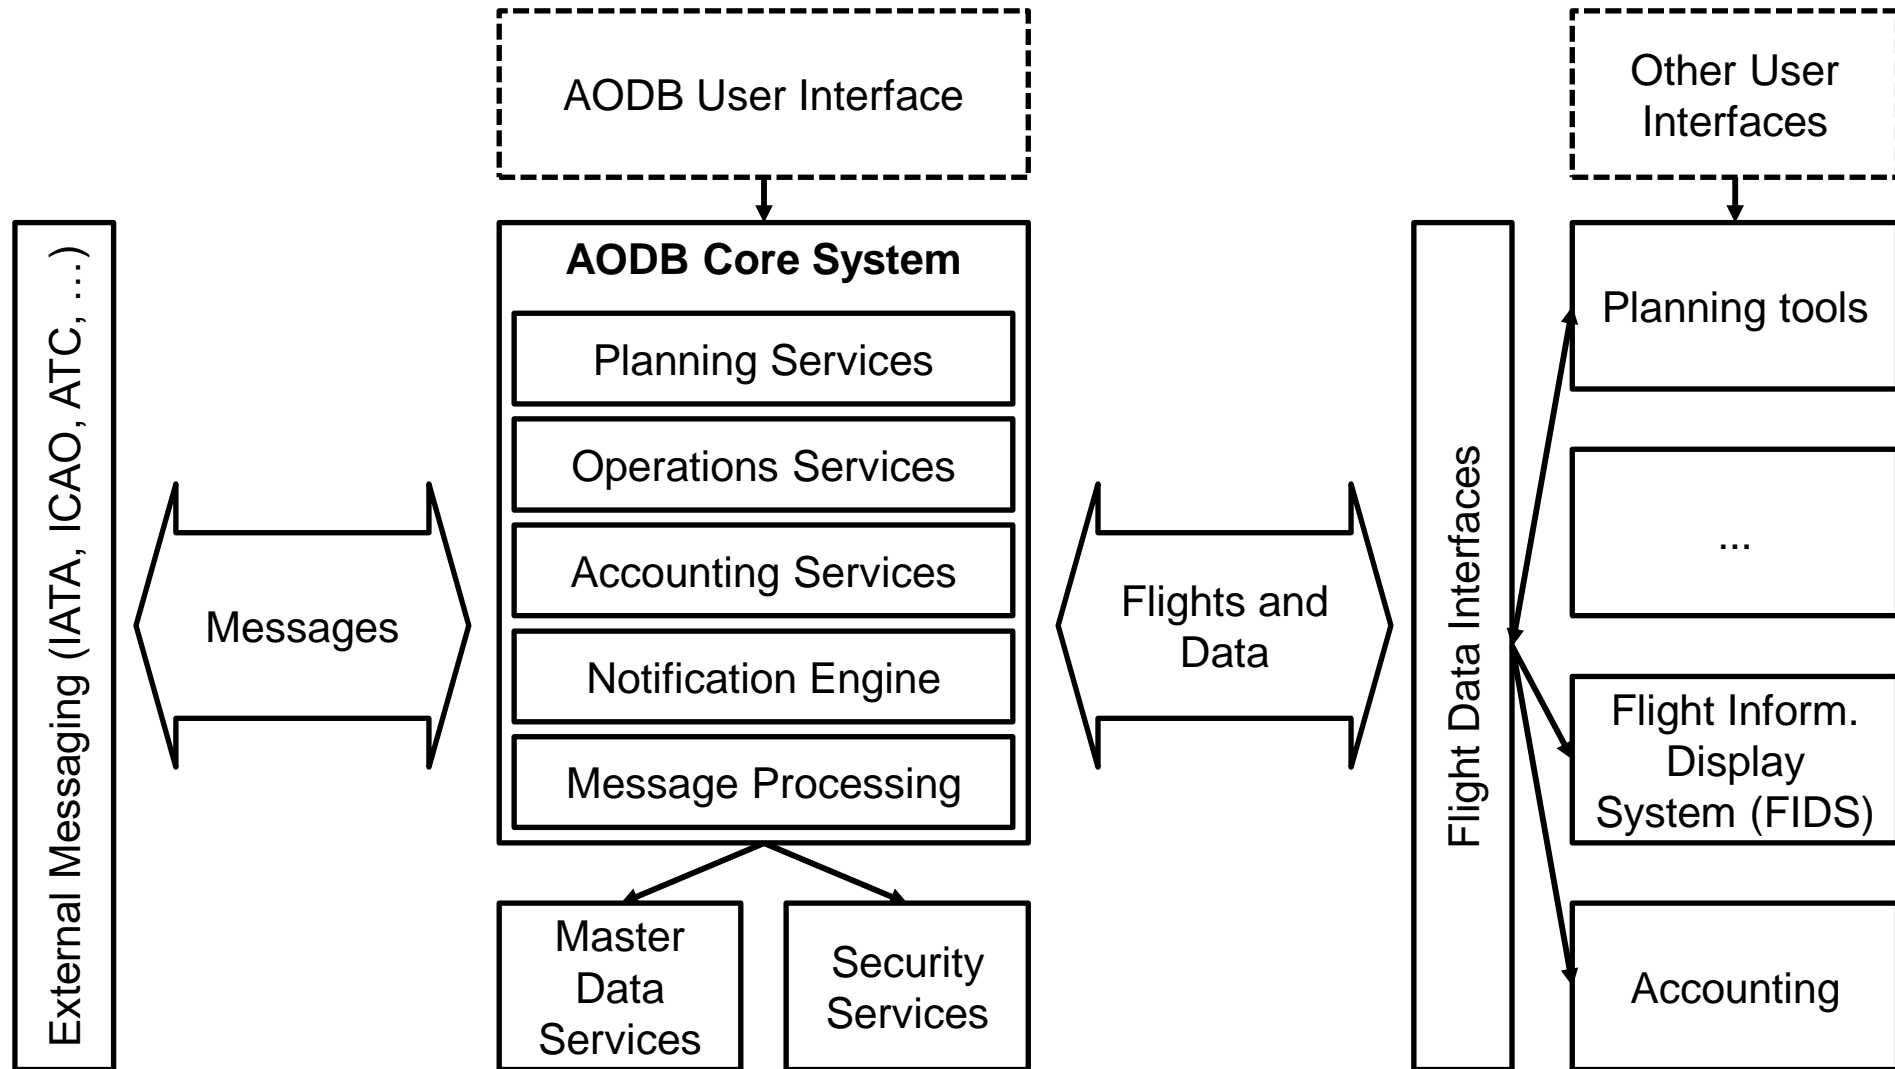 AODB User Interface
Other User
Interfaces
External Messaging (IATA, ICAO, ATC, …)
Messages
AODB Core System
Planning Services
Operations Services
Accounting Services
Notification Engine
Message Processing
Master
Data
Services
Security
Services
Flights and
Data
Flight Data Interfaces
Planning tools
...
Flight Inform.
Display
System (FIDS)
Accounting